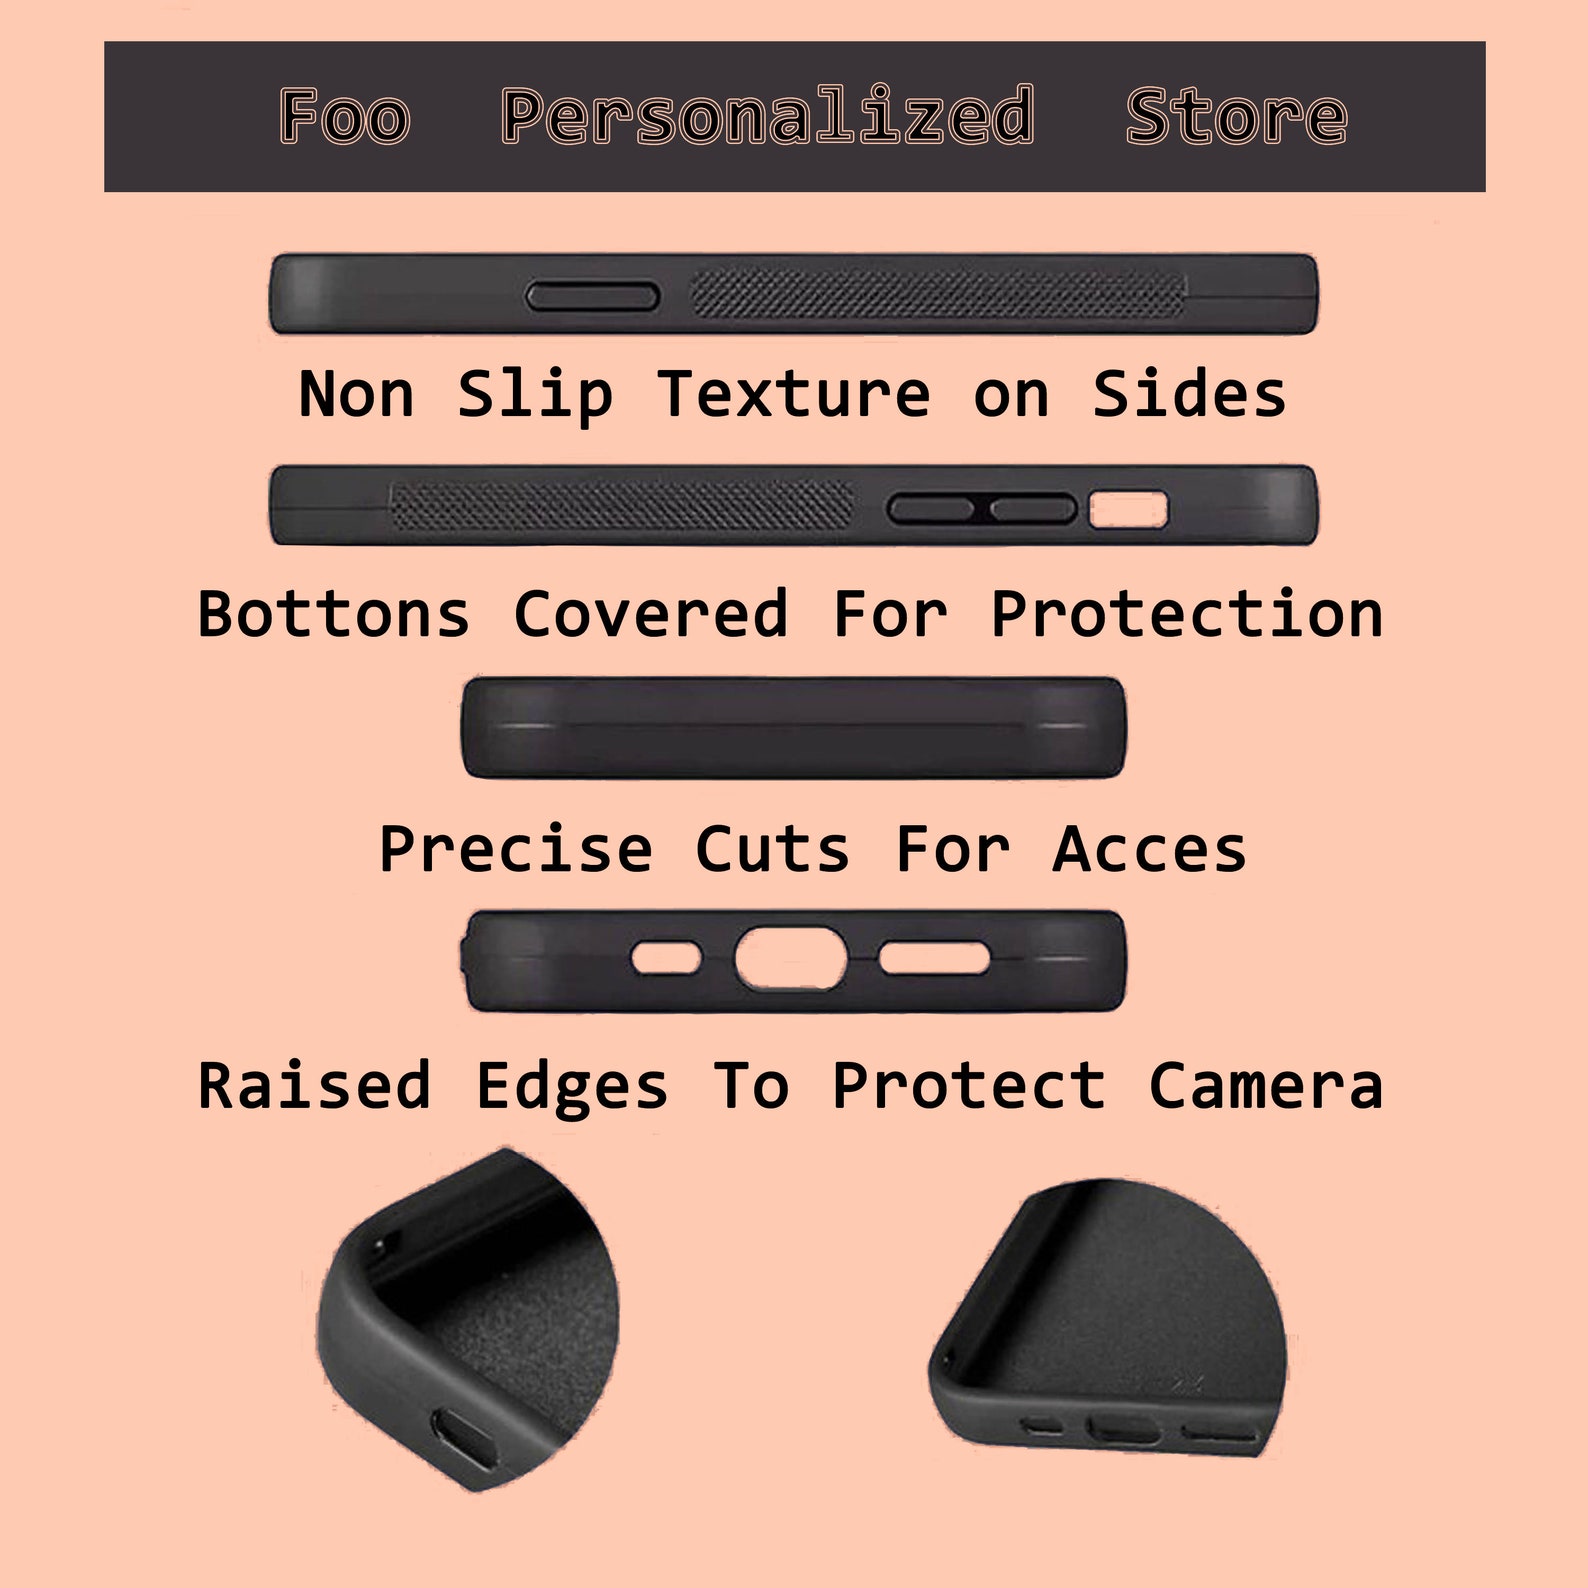 Foo Personalized Store
Non Slip Texture on Sides
Bottons Covered For Protection
Precise Cuts For Acces
Raised Edges To Protect Camera